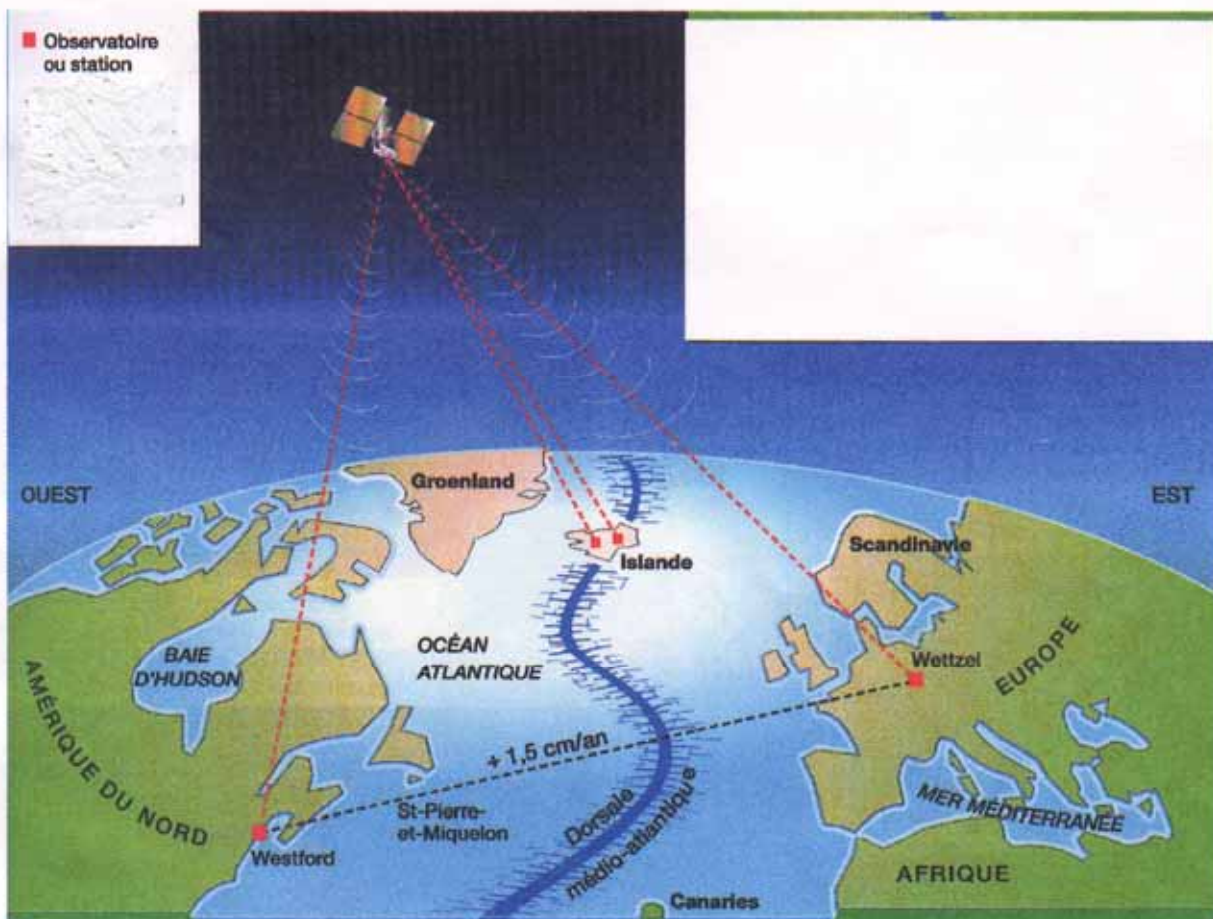 Observatoire
ou station
OUEST
EST
Groenland
Islande
Scandinavie
BAIE
D'HUDSON
OCÉAN
ATLANTIQUE
Wettzel
EUROPE
AMÉRIQUE DU NORD
+ 1,5 cm/an
St-Pierre-
et-Miquelon
Westford
Dorsale
médio-atlantique
MER MÉDITERRANÉE
AFRIQUE
Canaries